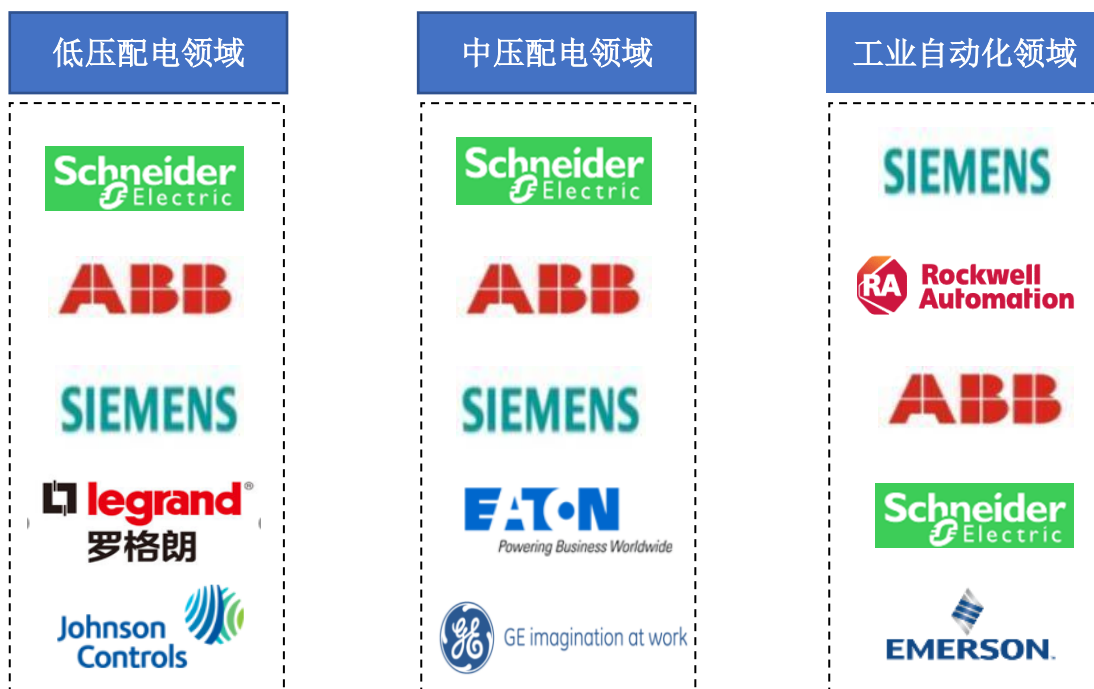 低压配电领域
Schneider
Electric
ABB
SIEMENS
legrand®
罗格朗
Johnson
Controls
中压配电领域
Schneider
Electric
ABB
SIEMENS
EATON
Powering Business Worldwide
GE imagination at work
工业自动化领域
SIEMENS
RA Rockwell
Automation
ABB
Schneider
Electric
EMERSON